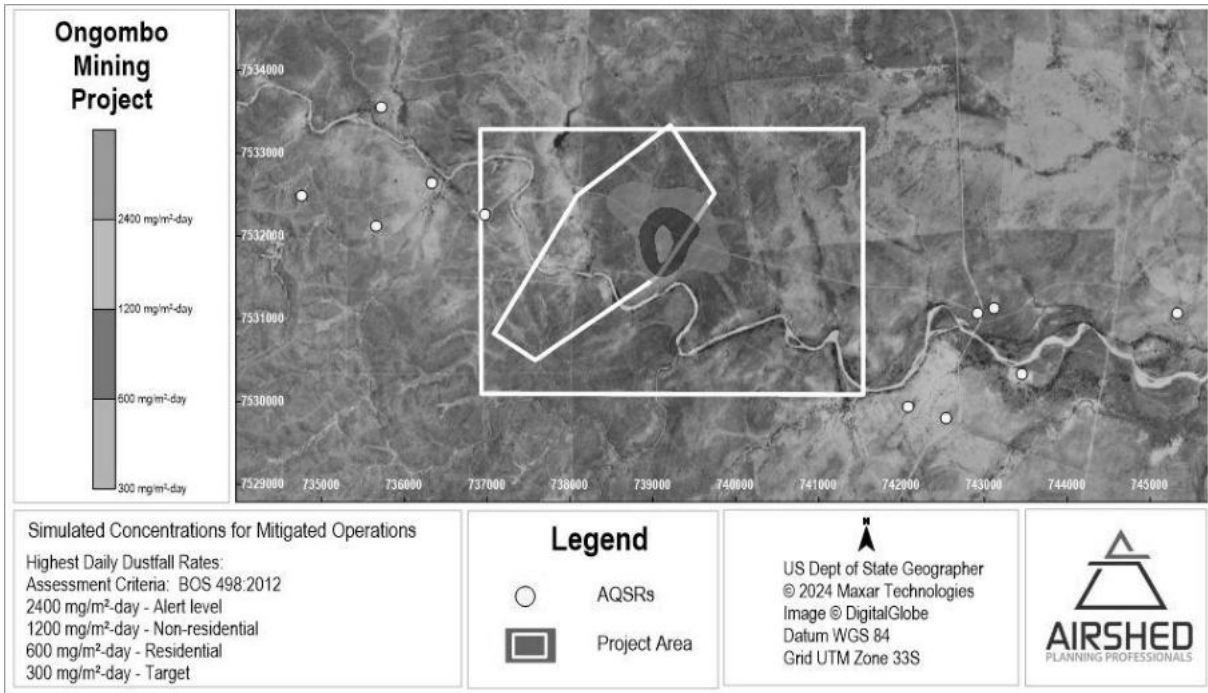 Ongombo
Mining
Project
2400 mg/m²-day
1200 mg/m²-day
600 mg/m²-day
300 mg/m²-day
7534000
7533000
7532000
7531000
7530000
7529000
735000
736000
737000
738000
739000
740000
741000
742000
743000
744000
745000
Simulated Concentrations for Mitigated Operations
Highest Daily Dustfall Rates:
Assessment Criteria: BOS 498:2012
2400 mg/m²-day - Alert level
1200 mg/m²-day - Non-residential
600 mg/m²-day - Residential
300 mg/m²-day - Target
Legend
AQSRs
Project Area
N
US Dept of State Geographer
© 2024 Maxar Technologies
Image © DigitalGlobe
Datum WGS 84
Grid UTM Zone 33S
AIRSHED
PLANNING PROFESSIONALS